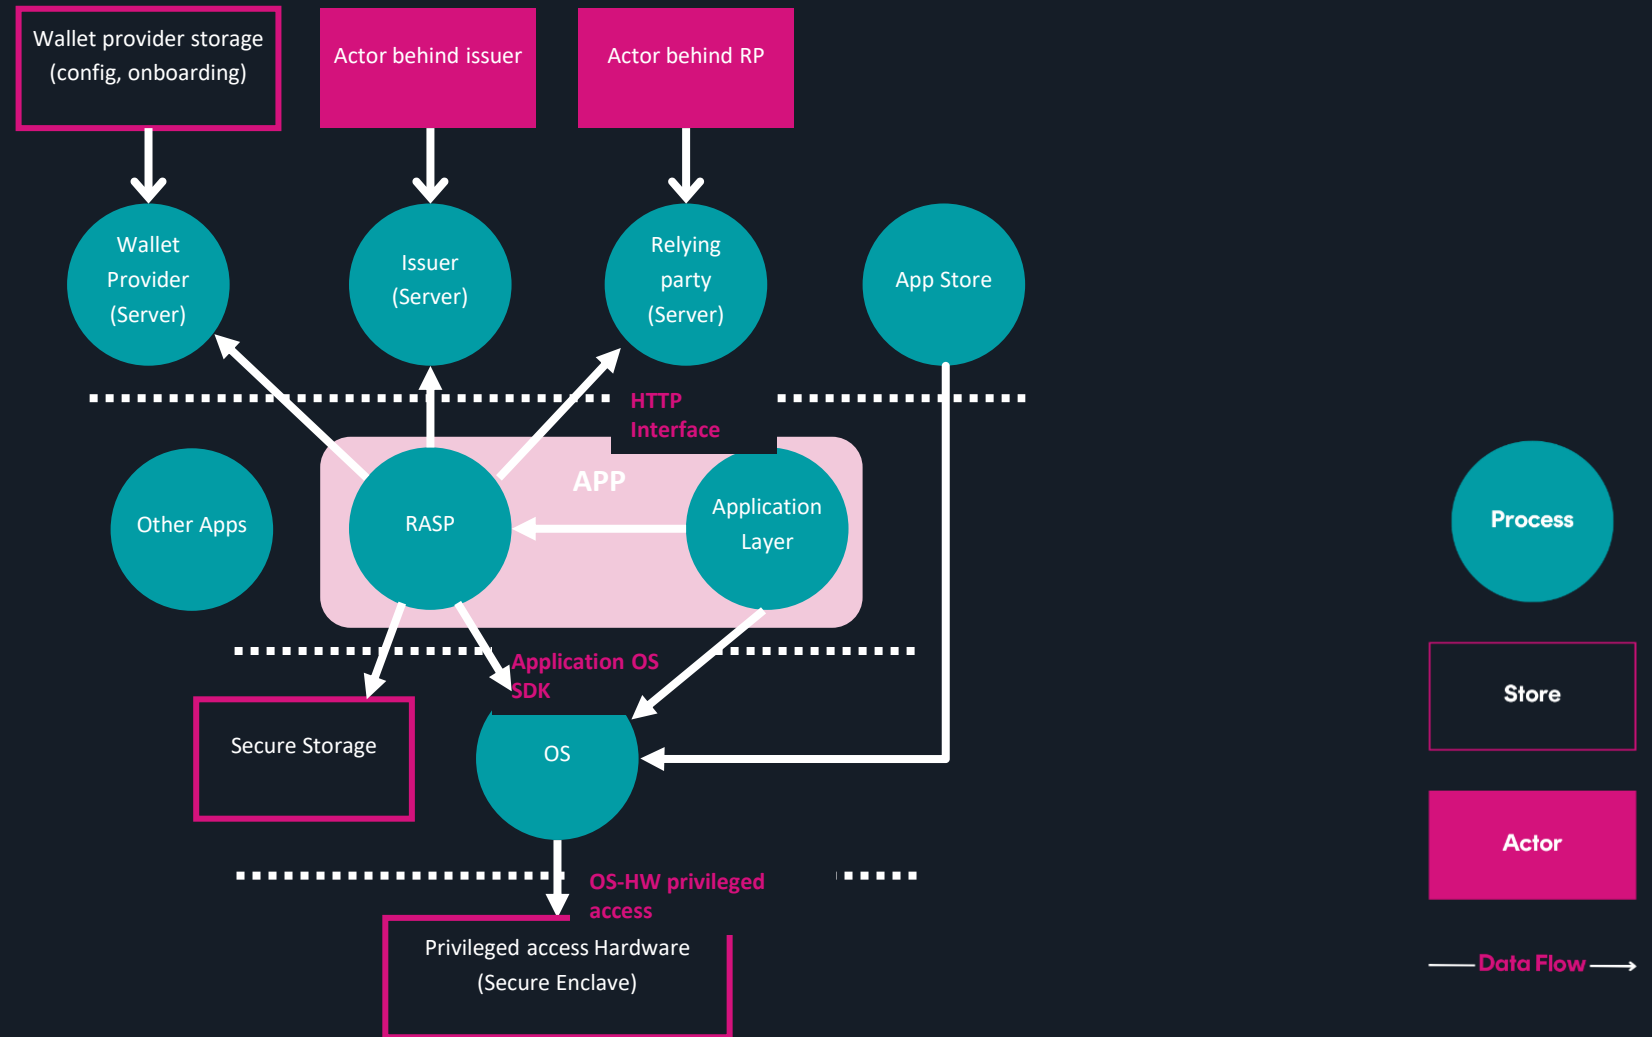 Wallet provider storage
(config, onboarding)
Actor behind issuer
Actor behind RP
Wallet
Provider
(Server)
Issuer
(Server)
Relying
party
(Server)
App Store
HTTP
Interface
APP
Other Apps
RASP
Application
Layer
Process
Application OS
SDK
Store
Secure Storage
OS
Actor
OS-HW privileged
access
Privileged access Hardware
(Secure Enclave)
Data Flow